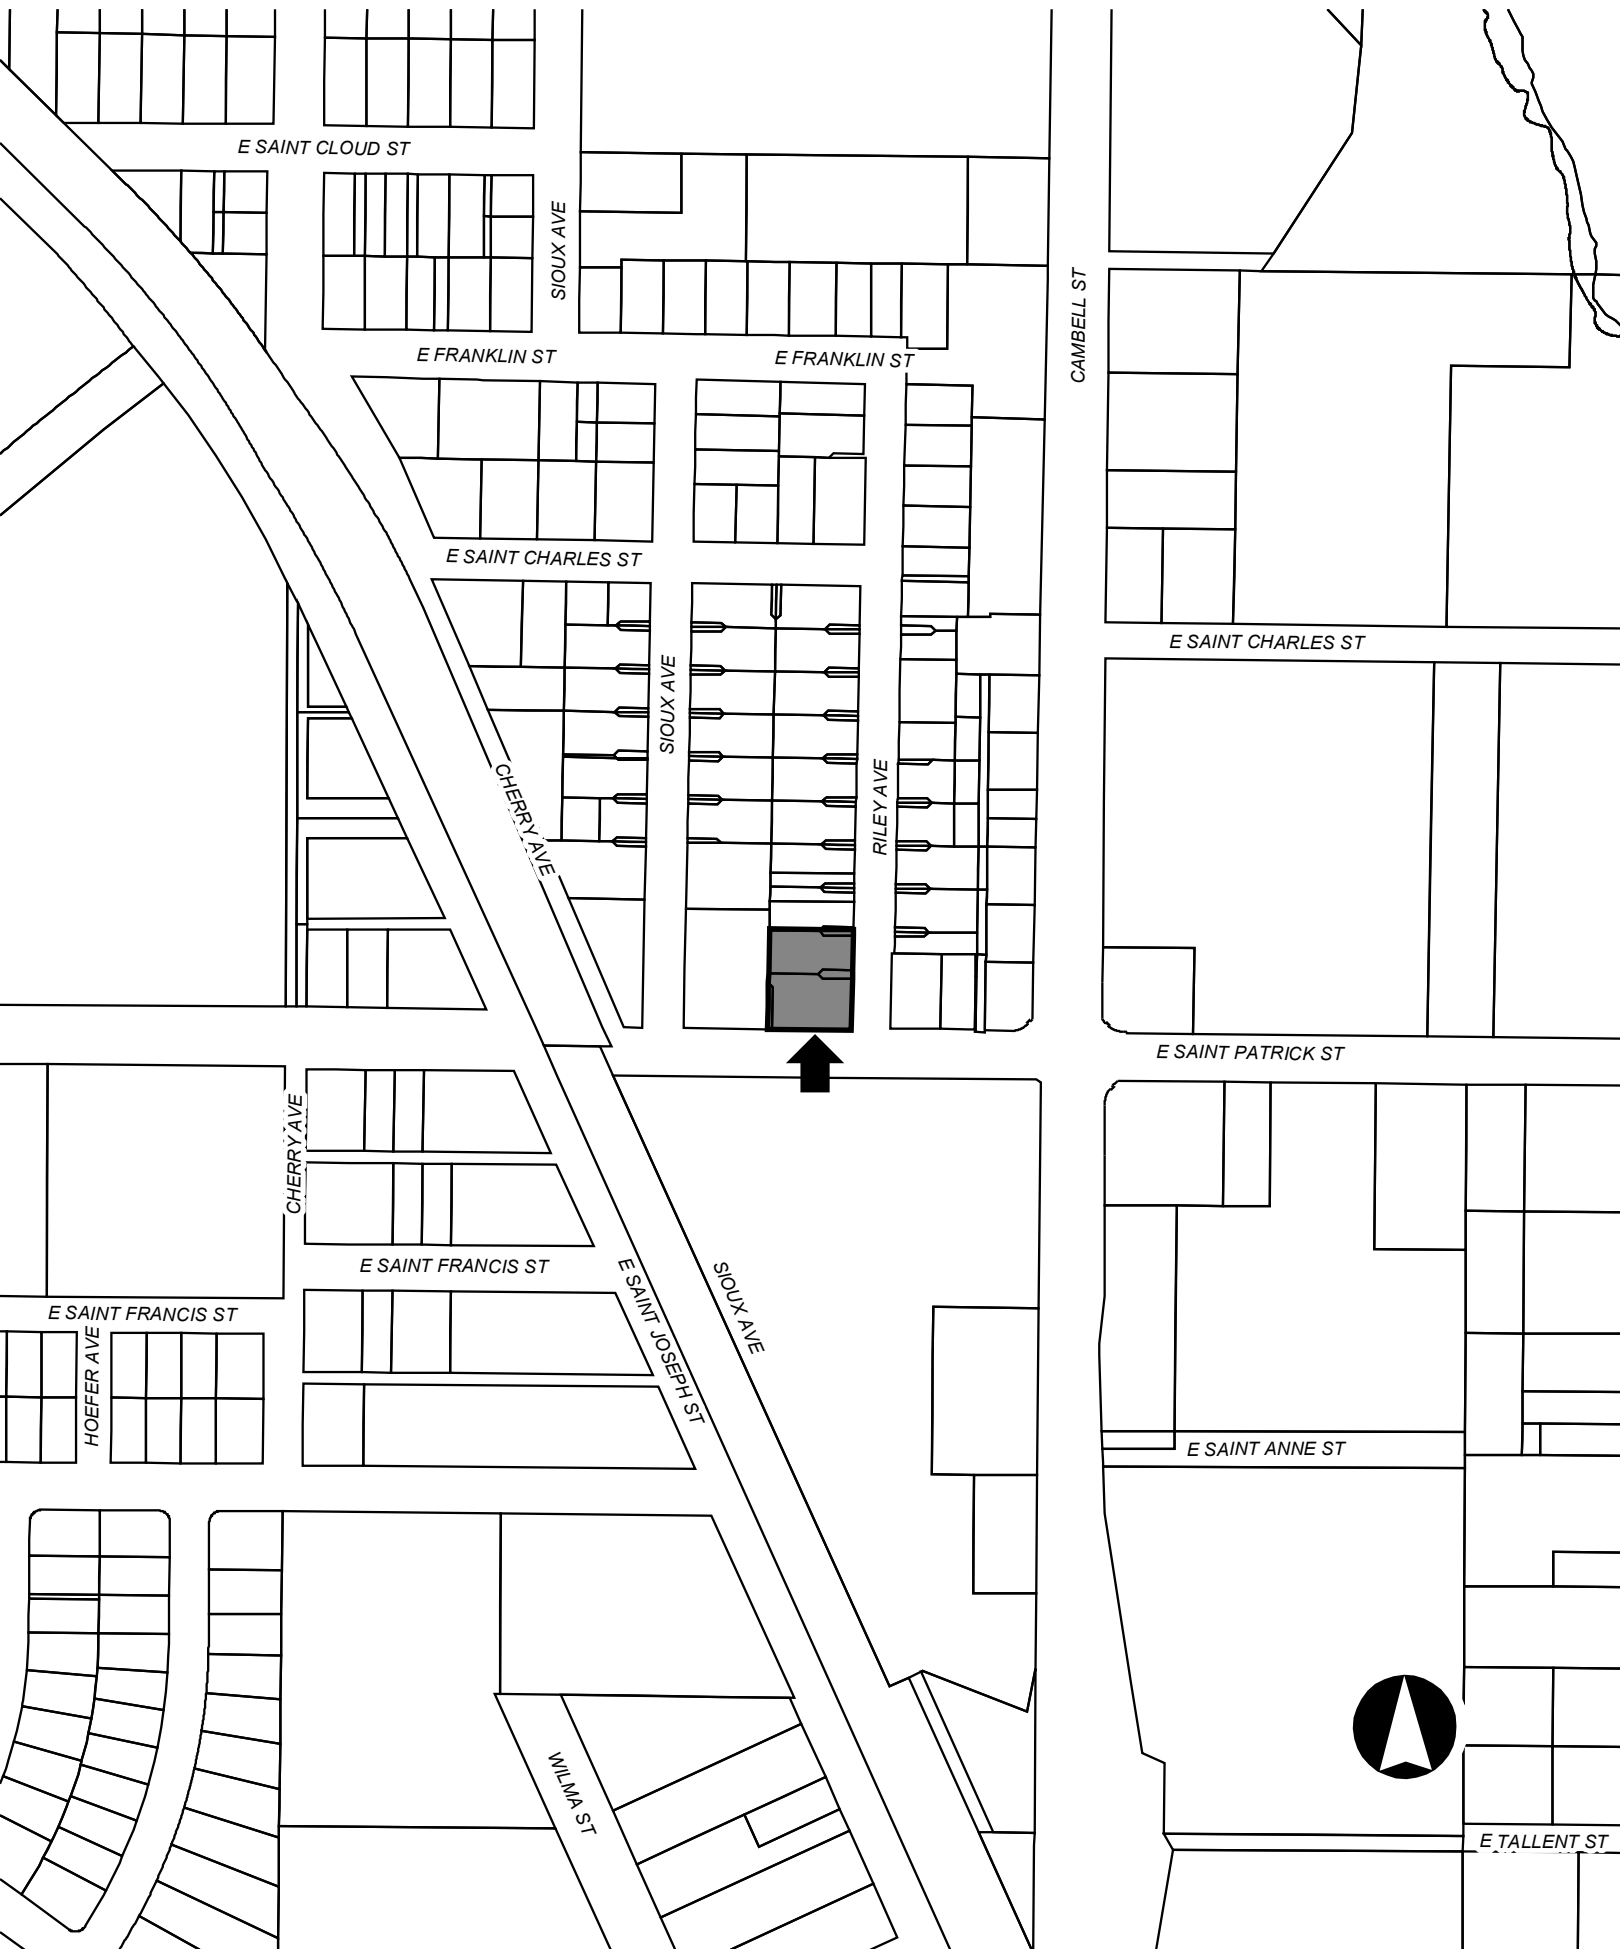 E SAINT CLOUD ST
SIOUX AVE
CAMBELL ST
E FRANKLIN ST
E FRANKLIN ST
E SAINT CHARLES ST
E SAINT CHARLES ST
SIOUX AVE
CHERRY AVE
RILEY AVE
E SAINT PATRICK ST
CHERRY AVE
E SAINT FRANCIS ST
E SAINT JOSEPH ST
SIOUX AVE
E SAINT FRANCIS ST
HOEFER AVE
E SAINT ANNE ST
WILMA ST
E TALLENT ST